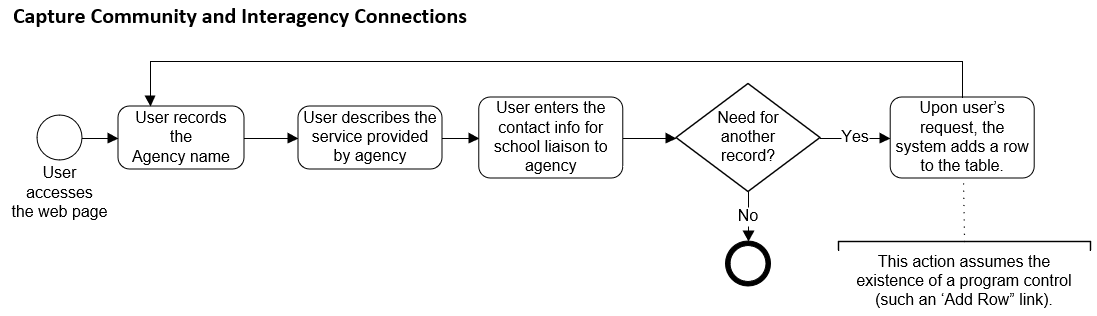 Capture Community and Interagency Connections
User
accesses
the web page
User records
the
Agency name
User describes the
service provided
by agency
User enters the
contact info for
school liaison to
agency
Need for
another
record?
Yes
No
Upon user’s
request, the
system adds a row
to the table.
This action assumes the
existence of a program control
(such an ‘Add Row” link).